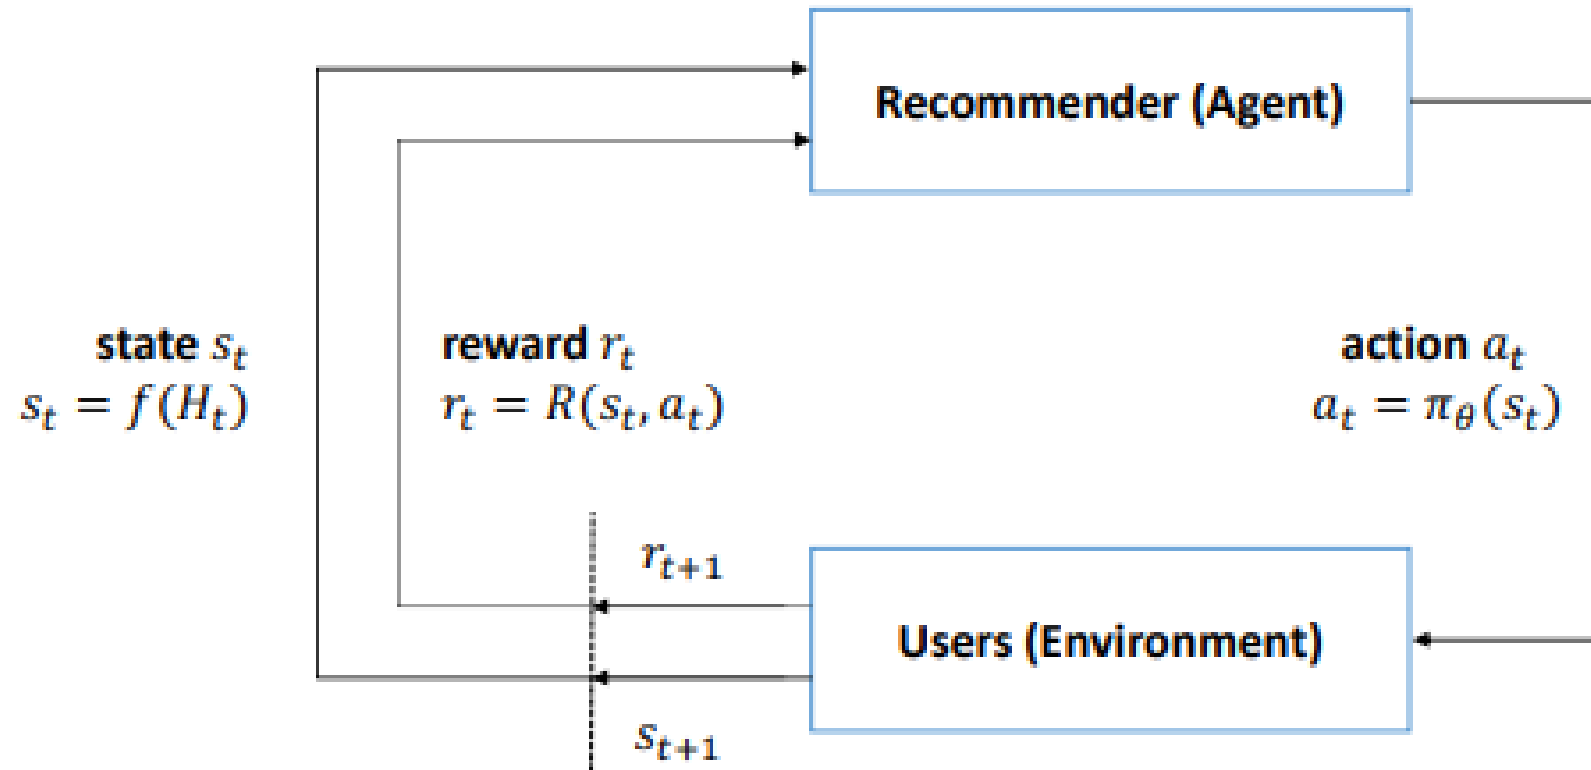 Recommender (Agent)
state s_t
s_t = f(H_t)
reward r_t
r_t = R(s_t, a_t)
action a_t
a_t = π_θ(s_t)
r_{t+1}
Users (Environment)
s_{t+1}